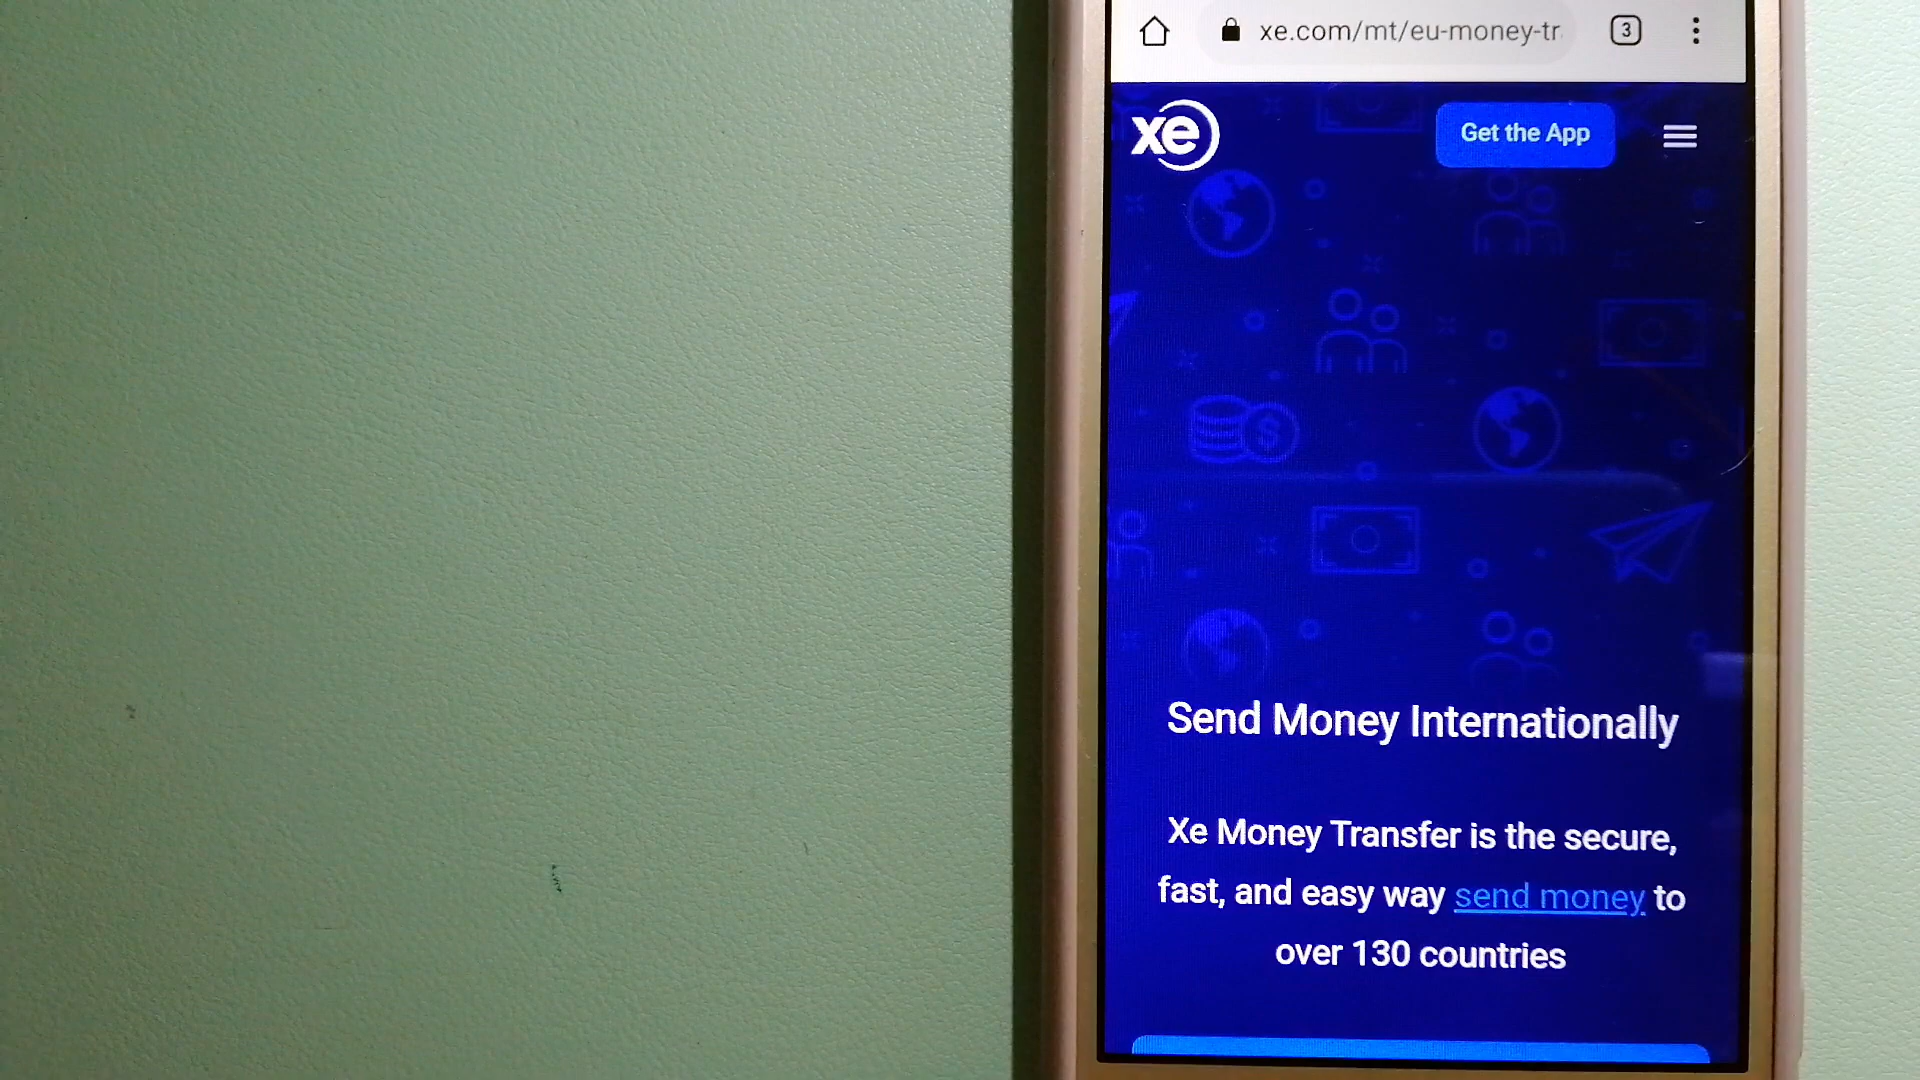 xe.com/mt/eu-money-tr
3
xe
Get the App
$
Send Money Internationally
Xe Money Transfer is the secure,
fast, and easy way send money to
over 130 countries